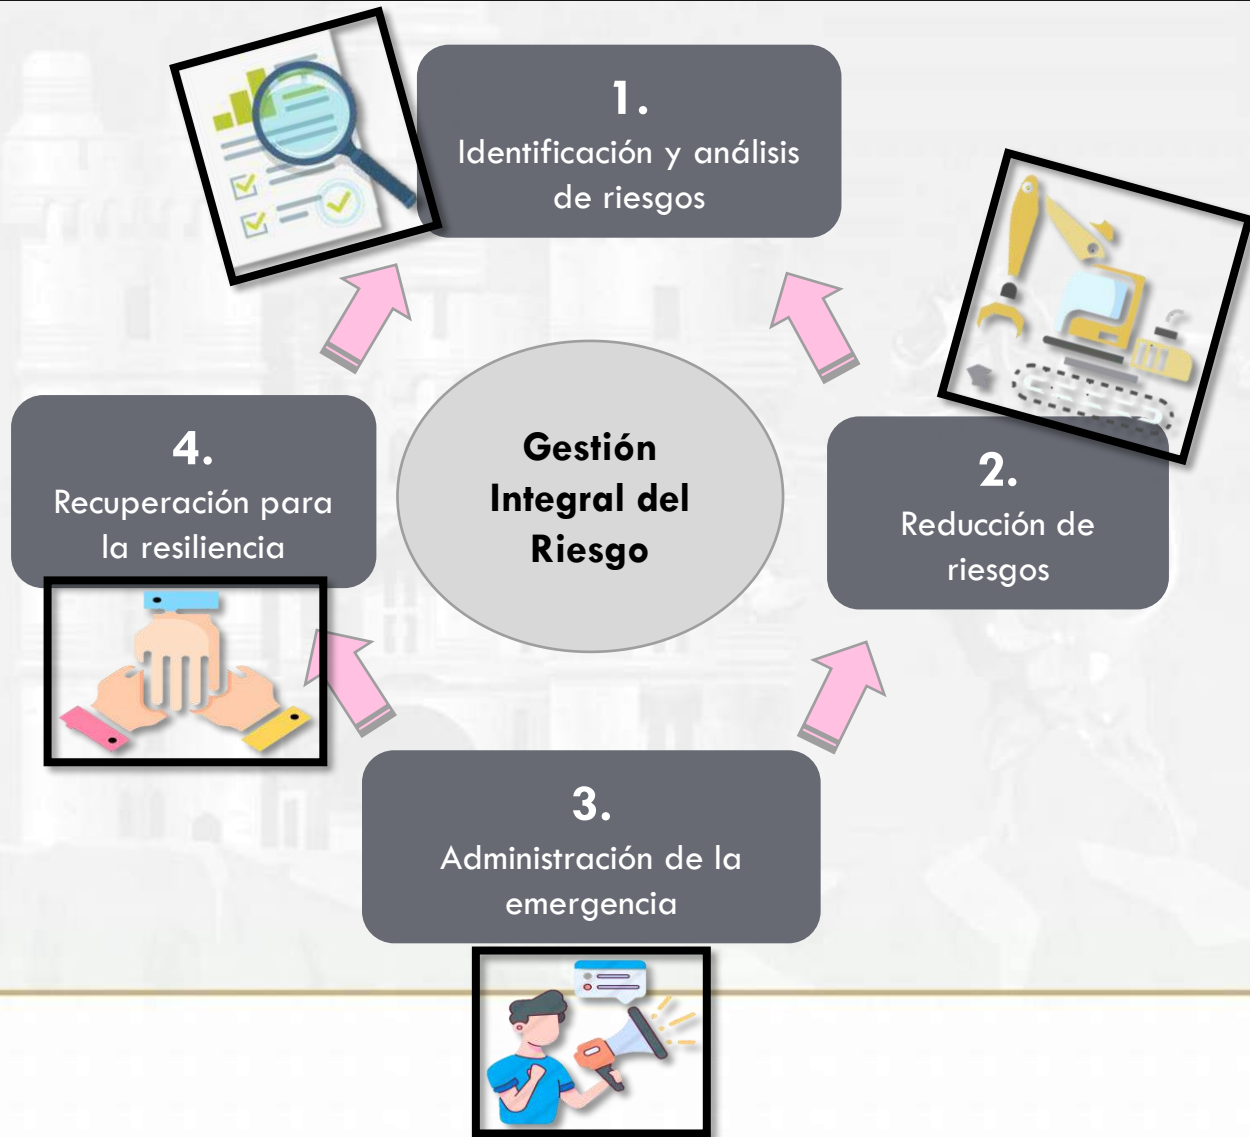 1.
Identificación y análisis
de riesgos
4.
Recuperación para
la resiliencia
Gestión
Integral del
Riesgo
2.
Reducción de
riesgos
3.
Administración de la
emergencia